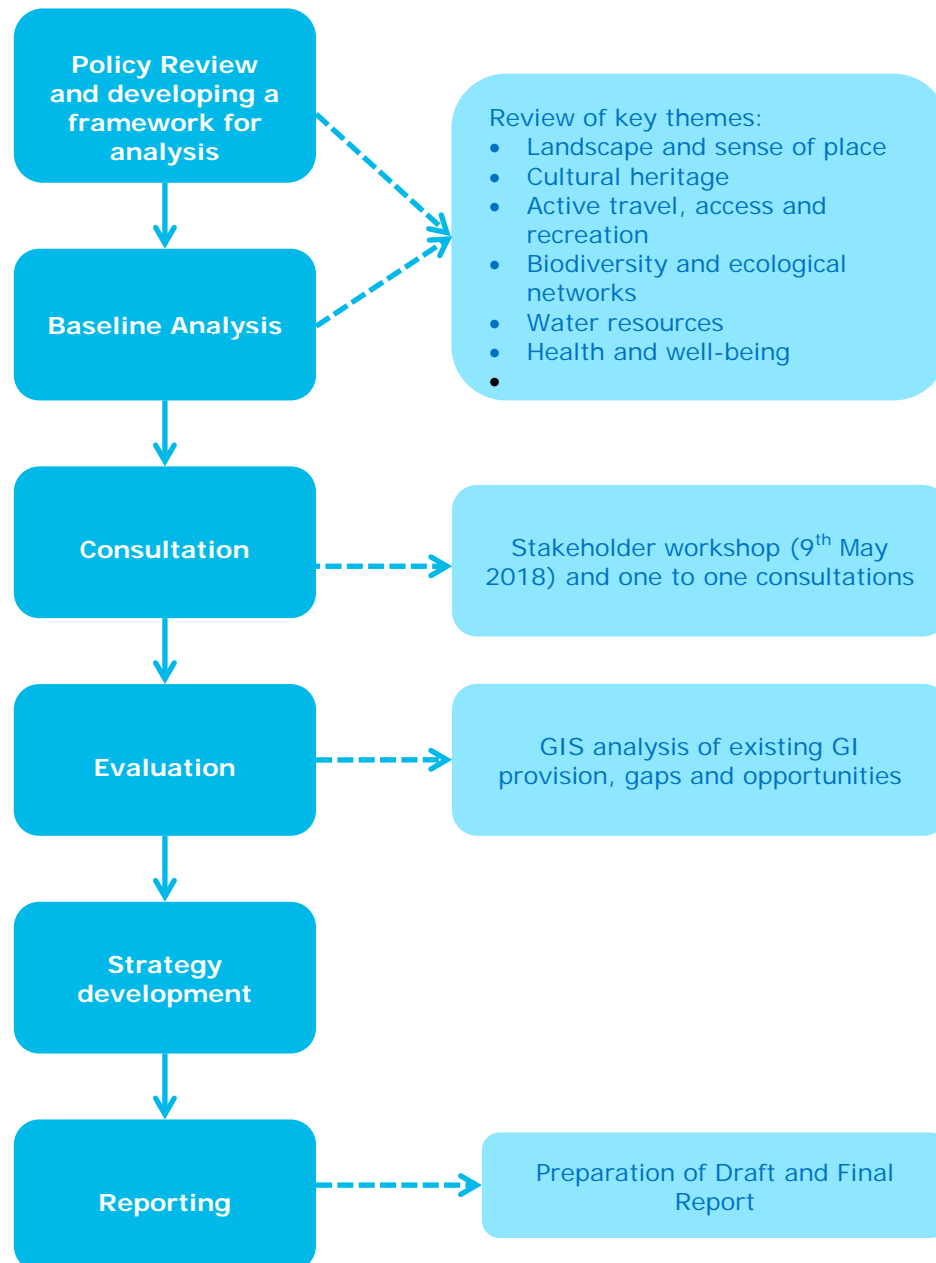 Policy Review
and developing a
framework for
analysis
Review of key themes:
• Landscape and sense of place
• Cultural heritage
• Active travel, access and
recreation
• Biodiversity and ecological
networks
• Water resources
• Health and well-being
•
Baseline Analysis
Consultation
Stakeholder workshop (9th May
2018) and one to one consultations
Evaluation
GIS analysis of existing GI
provision, gaps and opportunities
Strategy
development
Reporting
Preparation of Draft and Final
Report